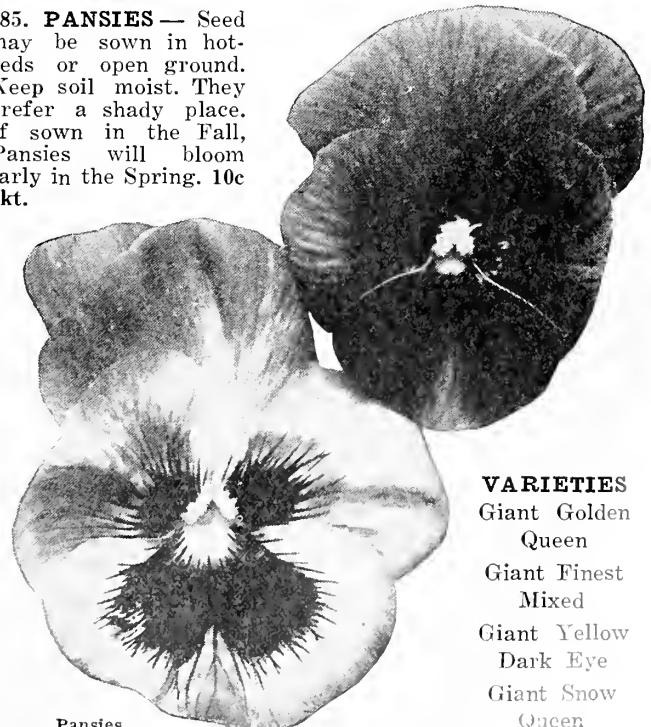 85. PANSIES — Seed
may be sown in hot-
eds or open ground.
Keep soil moist. They
refer a shady place.
f sown in the Fall,
Pansies will bloom
arly in the Spring. 10c
kt.
VARIETIES
Giant Golden
Queen
Giant Finest
Mixed
Giant Yellow
Dark Eye
Giant Snow
Queen
Pansies